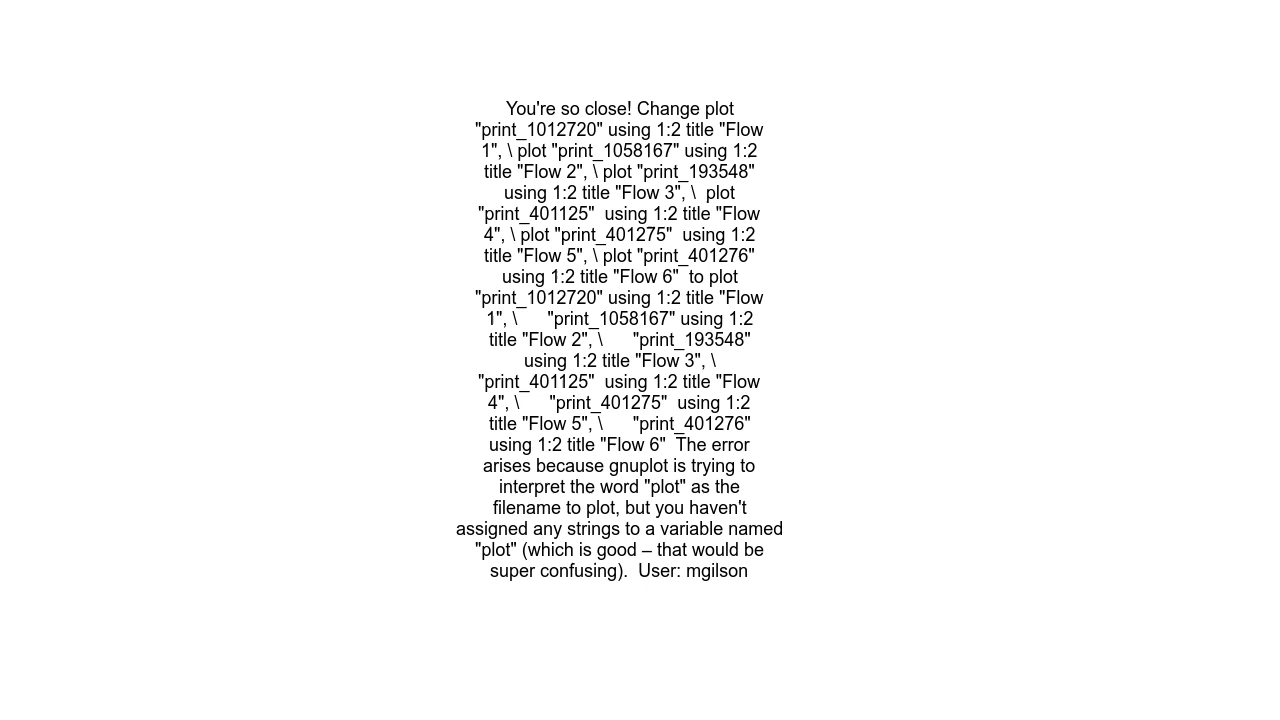 You're so close! Change plot
"print_1012720" using 1:2 title "Flow
1", \ plot "print_1058167" using 1:2
title "Flow 2", \ plot "print_193548"
using 1:2 title "Flow 3", \  plot
"print_401125"  using 1:2 title "Flow
4", \ plot "print_401275"  using 1:2
title "Flow 5", \ plot "print_401276"
using 1:2 title "Flow 6"  to plot
"print_1012720" using 1:2 title "Flow
1", \      "print_1058167" using 1:2
title "Flow 2", \      "print_193548"
using 1:2 title "Flow 3", \
"print_401125"  using 1:2 title "Flow
4", \      "print_401275"  using 1:2
title "Flow 5", \      "print_401276"
using 1:2 title "Flow 6"  The error
arises because gnuplot is trying to
interpret the word "plot" as the
filename to plot, but you haven't
assigned any strings to a variable named
"plot" (which is good – that would be
super confusing).  User: mgilson